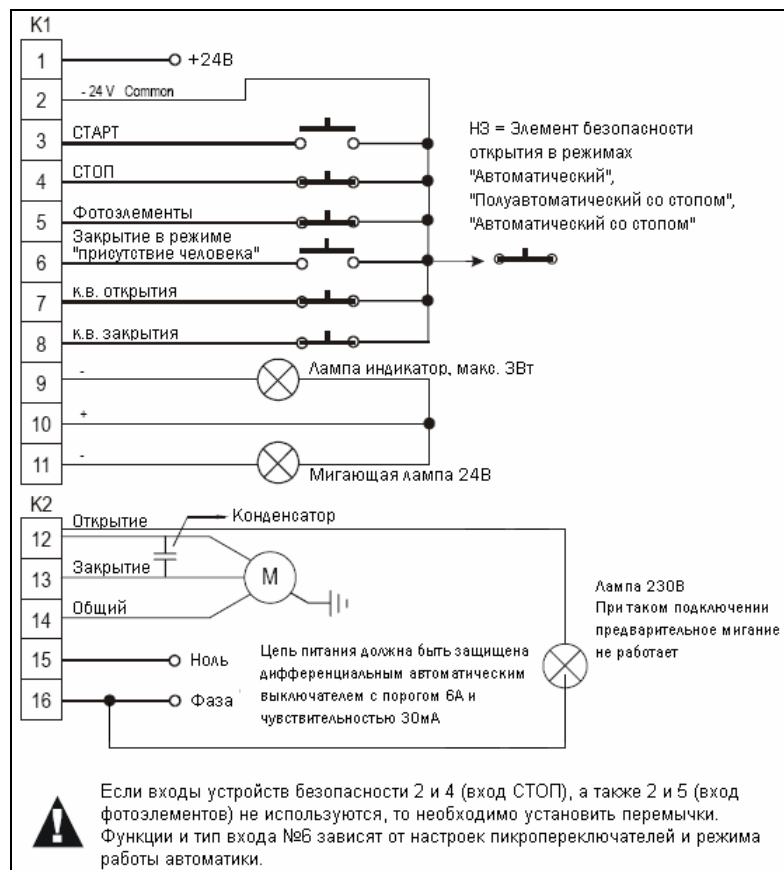 K1
1
+24В
2
- 24 V Common
3
СТАРТ
4
СТОП
5
Фотоэлементы
Закрытие в режиме
"присутствие человека"
6
7
к.в. открытия
8
к.в. закрытия
НЗ = Элемент безопасности
открытия в режимах
"Автоматический",
"Полуавтоматический со стопом",
"Автоматический со стопом"
9
-
Лампа индикатор, макс. 3Вт
10
+
11
-
Мигающая лампа 24В
K2
12
Открытие
Конденсатор
13
Закрытие
M
14
Общий
15
Ноль
16
Фаза
Цепь питания должна быть защищена
дифференциальным автоматическим
выключателем с порогом 6А и
чувствительностью 30мА
Лампа 230В
При таком подключении
предварительное мигание
не работает
!
Если входы устройств безопасности 2 и 4 (вход СТОП), а также 2 и 5 (вход
фотоэлементов) не используются, то необходимо установить перемычки.
Функции и тип входа №6 зависят от настроек пикропереключателей и режима
работы автоматики.